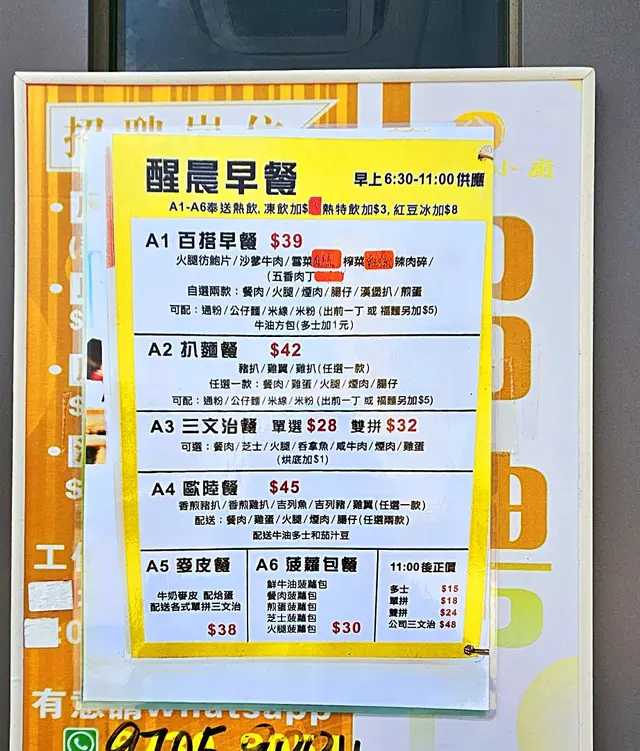 招聘崗位
小廚
醒晨早餐
早上6:30-11:00供應
A1-A6奉送熱飲, 凍飲加$ 熱特飲加$3, 紅豆冰加$8
A1 百搭早餐 $39
火腿彷鮑片/沙爹牛肉/雪菜 榨菜 辣肉碎/
(五香肉丁
自選兩款: 餐肉/火腿/煙肉/腸仔/漢堡扒/煎蛋
可配: 通粉/公仔麵/米線/米粉(出前一丁 或 福麵另加$5)
牛油方包(多士加1元)
A2 扒麵餐 $42
豬扒/雞翼/雞扒(任選一款)
任選一款: 餐肉/雞蛋/火腿/煙肉/腸仔
可配: 通粉/公仔麵/米線/米粉(出前一丁 或 福麵另加$5)
A3 三文治餐 單選$28 雙拼$32
可選: 餐肉/芝士/火腿/吞拿魚/咸牛肉/煙肉/雞蛋
(烘底加$1)
A4 歐陸餐 $45
香煎豬扒/香煎雞扒/吉列魚/吉列豬/雞翼(任選一款)
配送: 餐肉/雞蛋/火腿/煙肉/腸仔(任選兩款)
配送牛油多士和茄汁豆
A5 麥皮餐
牛奶麥皮 配焓蛋
配送各式單拼三文治
$38
A6 菠蘿包餐
鮮牛油菠蘿包
餐肉菠蘿包
煎蛋菠蘿包
芝士菠蘿包
火腿菠蘿包 $30
11:00後正價
多士 $15
單拼 $18
雙拼 $24
公司三文治 $48
工
有意請Whatsapp